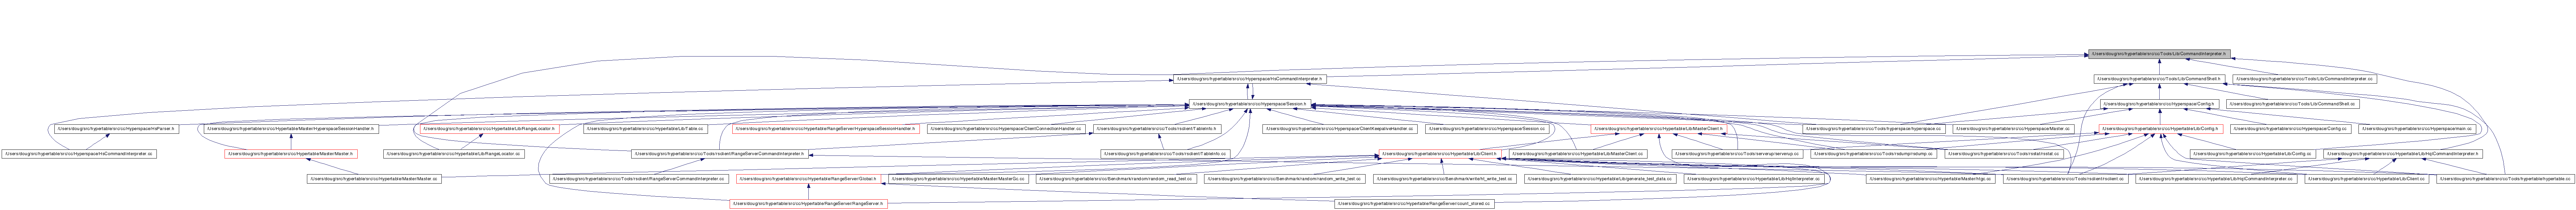 /Users/doug/src/hypertable/src/cc/Tools/Lib/CommandInterpreter.h
/Users/doug/src/hypertable/src/cc/Hyperspace/HsCommandInterpreter.h
/Users/doug/src/hypertable/src/cc/Tools/Lib/CommandShell.h
/Users/doug/src/hypertable/src/cc/Tools/Lib/CommandInterpreter.cc
/Users/doug/src/hypertable/src/cc/Hyperspace/Session.h
/Users/doug/src/hypertable/src/cc/Hyperspace/Config.h
/Users/doug/src/hypertable/src/cc/Tools/Lib/CommandShell.cc
/Users/doug/src/hypertable/src/cc/Hyperspace/HsParser.h
/Users/doug/src/hypertable/src/cc/Hypertable/Master/HyperspaceSessionHandler.h
/Users/doug/src/hypertable/src/cc/Hypertable/Lib/RangeLocator.h
/Users/doug/src/hypertable/src/cc/Hypertable/Lib/Table.cc
/Users/doug/src/hypertable/src/cc/Hypertable/RangeServer/HyperspaceSessionHandler.h
/Users/doug/src/hypertable/src/cc/Hyperspace/ClientConnectionHandler.cc
/Users/doug/src/hypertable/src/cc/Tools/rsclient/TableInfo.h
/Users/doug/src/hypertable/src/cc/Hyperspace/ClientKeepaliveHandler.cc
/Users/doug/src/hypertable/src/cc/Hyperspace/Session.cc
/Users/doug/src/hypertable/src/cc/Hypertable/Lib/MasterClient.h
/Users/doug/src/hypertable/src/cc/Tools/hyperspace/hyperspace.cc
/Users/doug/src/hypertable/src/cc/Hyperspace/Master.cc
/Users/doug/src/hypertable/src/cc/Hypertable/Lib/Config.h
/Users/doug/src/hypertable/src/cc/Hyperspace/Config.cc
/Users/doug/src/hypertable/src/cc/Hyperspace/main.cc
/Users/doug/src/hypertable/src/cc/Hyperspace/HsCommandInterpreter.cc
/Users/doug/src/hypertable/src/cc/Hypertable/Master/Master.h
/Users/doug/src/hypertable/src/cc/Hypertable/Lib/RangeLocator.cc
/Users/doug/src/hypertable/src/cc/Tools/rsclient/RangeServerCommandInterpreter.h
/Users/doug/src/hypertable/src/cc/Tools/rsclient/TableInfo.cc
/Users/doug/src/hypertable/src/cc/Hypertable/Lib/Client.h
/Users/doug/src/hypertable/src/cc/Hypertable/Lib/MasterClient.cc
/Users/doug/src/hypertable/src/cc/Tools/serverup/serverup.cc
/Users/doug/src/hypertable/src/cc/Tools/rsdump/rsdump.cc
/Users/doug/src/hypertable/src/cc/Tools/rsstat/rsstat.cc
/Users/doug/src/hypertable/src/cc/Hypertable/Lib/Config.cc
/Users/doug/src/hypertable/src/cc/Hypertable/Lib/HqlCommandInterpreter.h
/Users/doug/src/hypertable/src/cc/Hypertable/Master/Master.cc
/Users/doug/src/hypertable/src/cc/Tools/rsclient/RangeServerCommandInterpreter.cc
/Users/doug/src/hypertable/src/cc/Hypertable/RangeServer/Global.h
/Users/doug/src/hypertable/src/cc/Hypertable/Master/MasterGc.cc
/Users/doug/src/hypertable/src/cc/Benchmark/random/random_read_test.cc
/Users/doug/src/hypertable/src/cc/Benchmark/random/random_write_test.cc
/Users/doug/src/hypertable/src/cc/Benchmark/write/ht_write_test.cc
/Users/doug/src/hypertable/src/cc/Hypertable/Lib/generate_test_data.cc
/Users/doug/src/hypertable/src/cc/Hypertable/Lib/HqlInterpreter.cc
/Users/doug/src/hypertable/src/cc/Hypertable/Master/htgc.cc
/Users/doug/src/hypertable/src/cc/Tools/rsclient/rsclient.cc
/Users/doug/src/hypertable/src/cc/Hypertable/Lib/HqlCommandInterpreter.cc
/Users/doug/src/hypertable/src/cc/Hypertable/Lib/Client.cc
/Users/doug/src/hypertable/src/cc/Tools/hypertable/hypertable.cc
/Users/doug/src/hypertable/src/cc/Hypertable/RangeServer/RangeServer.h
/Users/doug/src/hypertable/src/cc/Hypertable/RangeServer/count_stored.cc